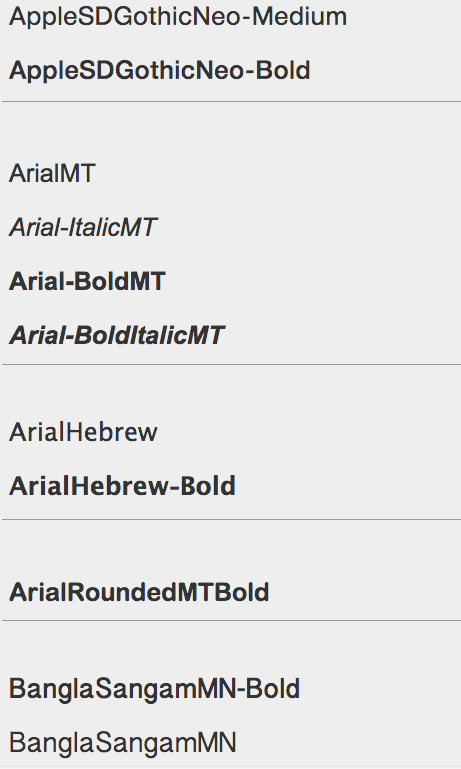 AppleSDGothicNeo-Medium
AppleSDGothicNeo-Bold
ArialMT
Arial-ItalicMT
Arial-BoldMT
Arial-BoldItalicMT
ArialHebrew
ArialHebrew-Bold
ArialRoundedMTBold
BanglaSangamMN-Bold
BanglaSangamMN